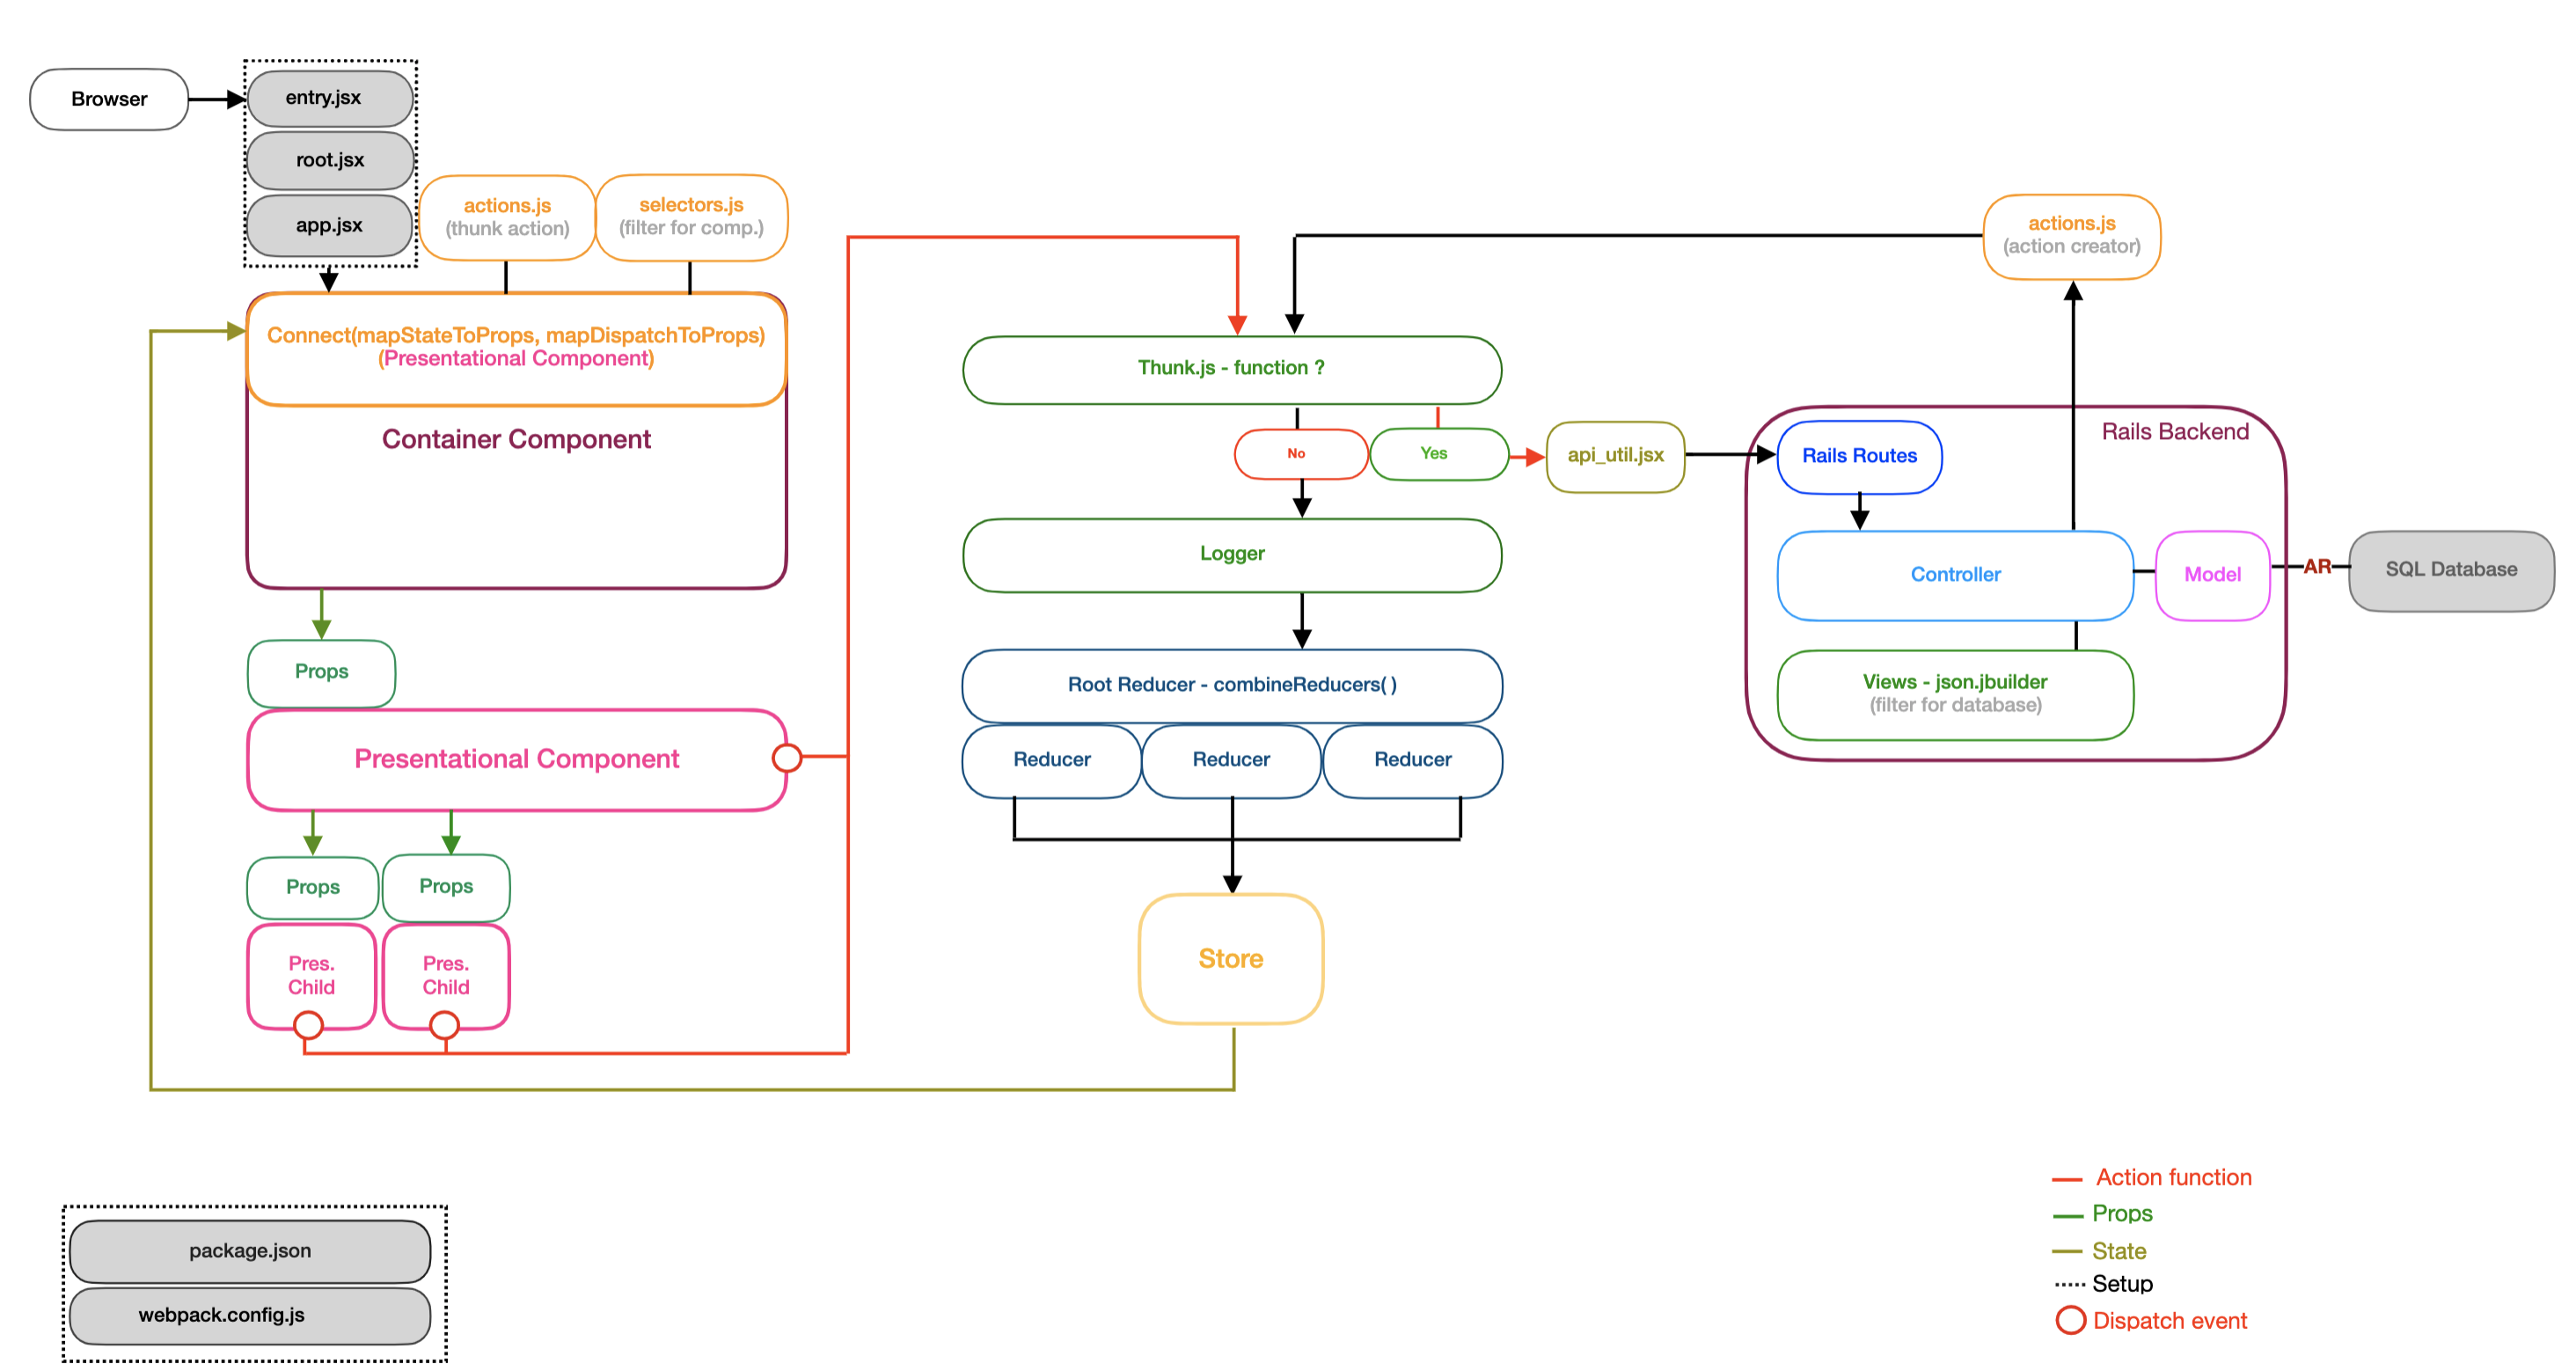 Browser
entry.jsx
root.jsx
app.jsx
actions.js
(thunk action)
selectors.js
(filter for comp.)
Connect(mapStateToProps, mapDispatchToProps)
(Presentational Component)
Container Component
Props
Presentational Component
Props
Props
Pres.
Child
Pres.
Child
Thunk.js - function ?
No
Yes
api_util.jsx
Logger
Root Reducer - combineReducers( )
Reducer
Reducer
Reducer
Store
actions.js
(action creator)
Rails Backend
Rails Routes
Controller
Model
AR
SQL Database
Views - json.jbuilder
(filter for database)
package.json
webpack.config.js
Action function
Props
State
Setup
Dispatch event